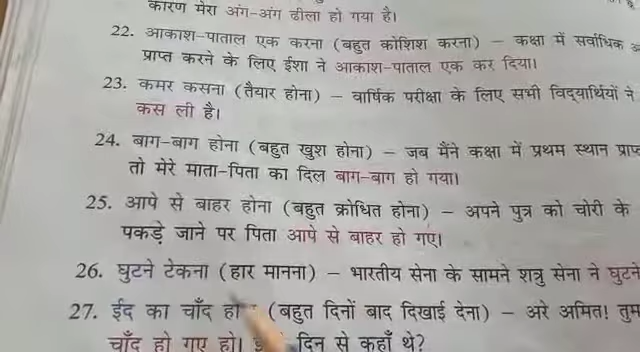 कारण मेरा अंग-अंग ढीला हो गया है।
22. आकाश-पाताल एक करना (बहुत कोशिश करना) – कक्षा में सर्वाधिक
प्राप्त करने के लिए ईशा ने आकाश-पाताल एक कर दिया।
23. कमर कसना (तैयार होना) – वार्षिक परीक्षा के लिए सभी विद्यार्थियों ने
कस ली है।
24. बाग-बाग होना (बहुत खुश होना) – जब मैंने कक्षा में प्रथम स्थान प्राप्त
तो मेरे माता-पिता का दिल बाग-बाग हो गया।
25. आपे से बाहर होना (बहुत क्रोधित होना) – अपने पुत्र को चोरी के
पकड़े जाने पर पिता आपे से बाहर हो गए।
26. घुटने टेकना (हार मानना) – भारतीय सेना के सामने शत्रु सेना ने घुटने
27. ईद का चाँद (बहुत दिनों बाद दिखाई देना) – अरे अमित! तुम
चाँद हो गए हो। दिन से कहाँ थे?